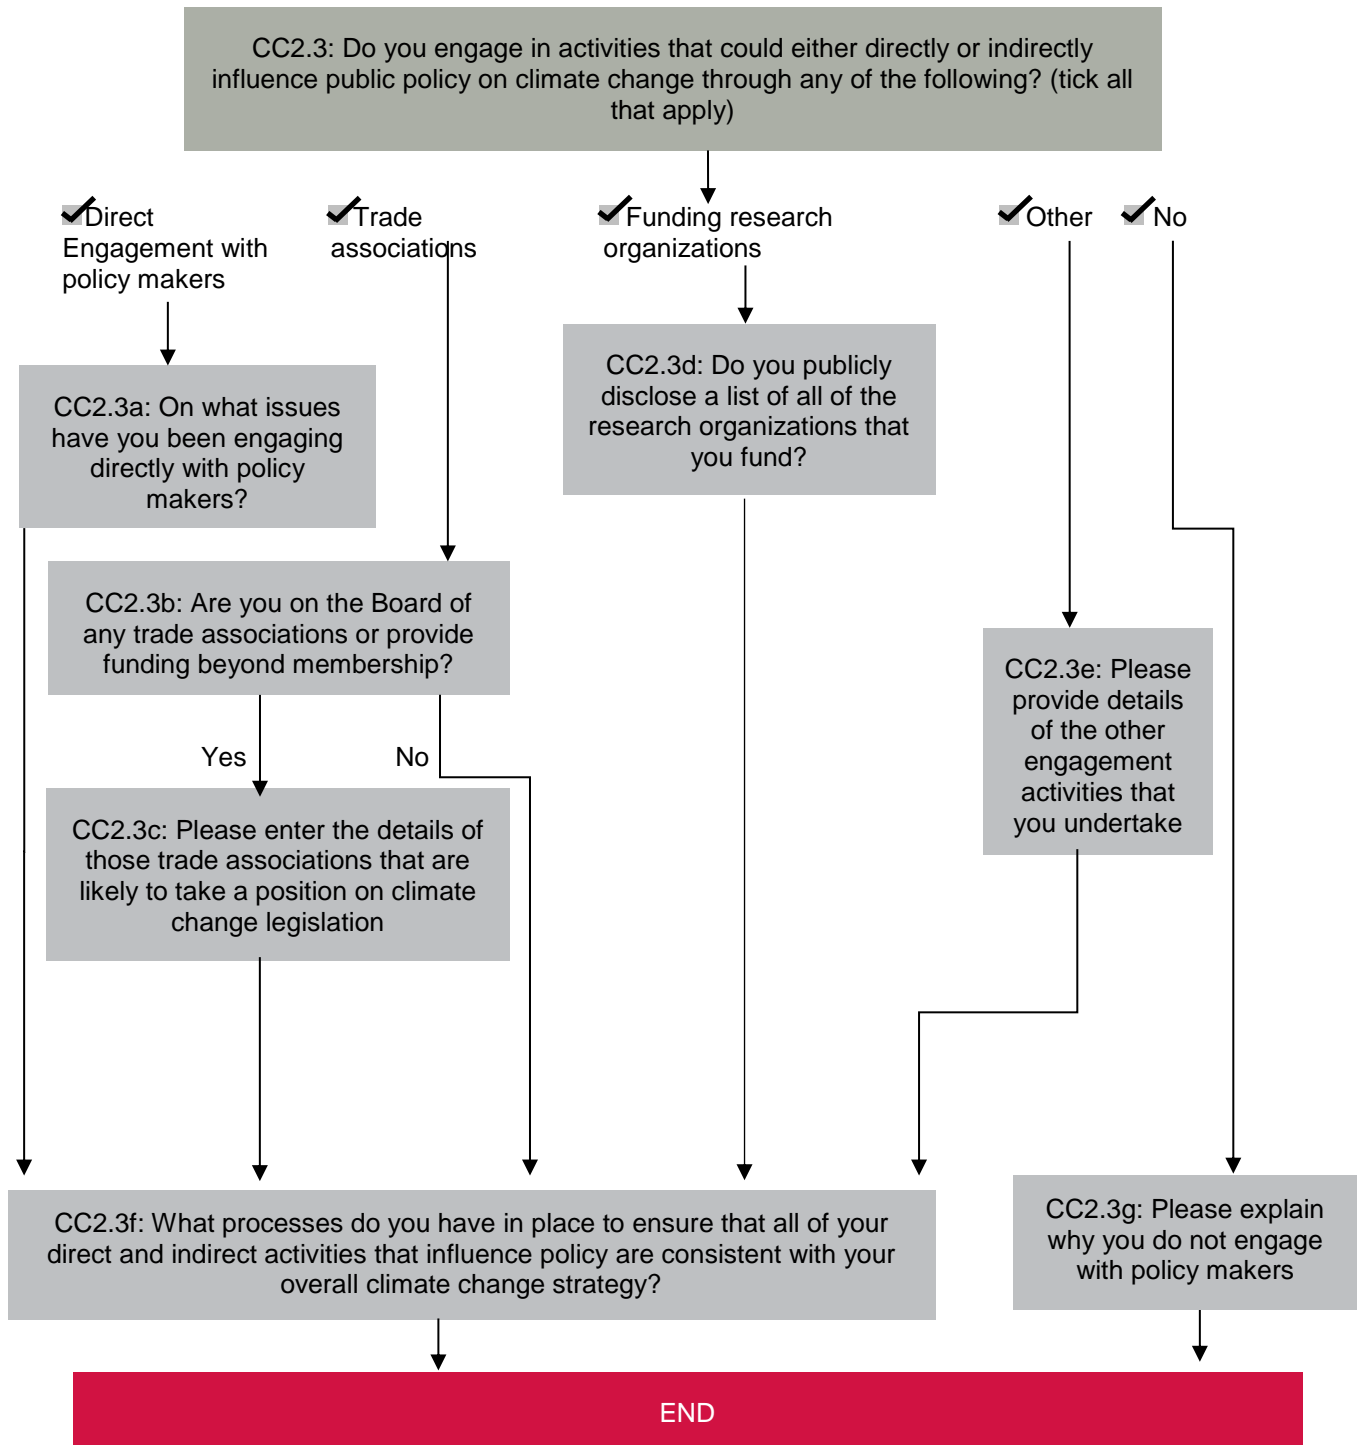 CC2.3: Do you engage in activities that could either directly or indirectly
influence public policy on climate change through any of the following? (tick all
that apply)
Direct
Engagement with
policy makers
Trade
associations
Funding research
organizations
Other
No
CC2.3a: On what issues
have you been engaging
directly with policy
makers?
CC2.3d: Do you publicly
disclose a list of all of the
research organizations that
you fund?
CC2.3b: Are you on the Board of
any trade associations or provide
funding beyond membership?
CC2.3e: Please
provide details
of the other
engagement
activities that
you undertake
Yes
No
CC2.3c: Please enter the details of
those trade associations that are
likely to take a position on climate
change legislation
CC2.3f: What processes do you have in place to ensure that all of your
direct and indirect activities that influence policy are consistent with your
overall climate change strategy?
CC2.3g: Please explain
why you do not engage
with policy makers
END